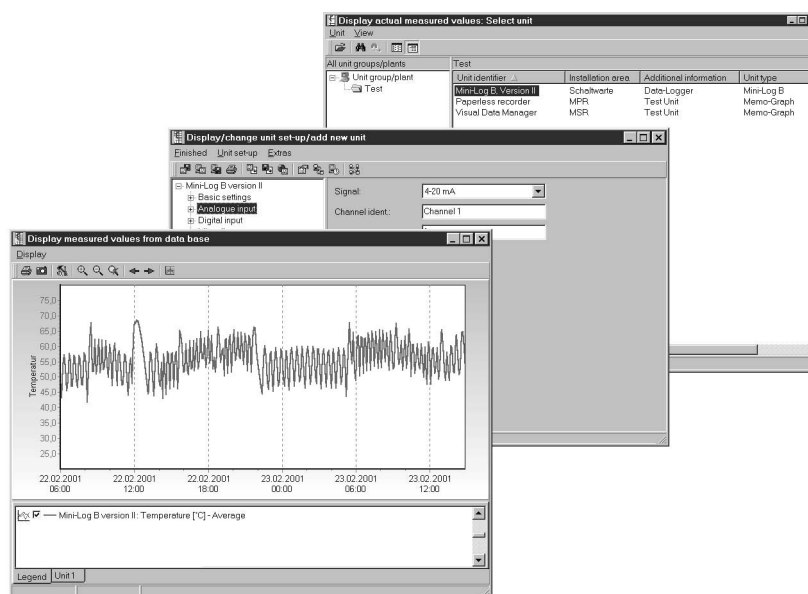 Display actual measured values: Select unit
Unit View
All unit groups/plants Test
Unit group/plant
Test
Unit identifier Installation area Additional information Unit type
Mini-Log B, Version II Schaltwarte Data-Logger Mini-Log B
Paperless recorder MPR Test Unit Memo-Graph
Visual Data Manager MSR Test Unit Memo-Graph
Display/change unit set-up/add new unit
Finished Unit set-up Extras
Mini-Log B version II
Basic settings
Analogue input
Digital input
Signal: 4-20 mA
Channel ident.: Channel 1
Display measured values from data base
Display
Temperatur
75,0
70,0
65,0
60,0
55,0
50,0
45,0
40,0
35,0
30,0
25,0
22.02.2001 22.02.2001 22.02.2001 23.02.2001 23.02.2001 23.02.2001
06:00 12:00 18:00 00:00 06:00 12:00
Mini-Log B version II: Temperature [°C] - Average
Legend Unit 1